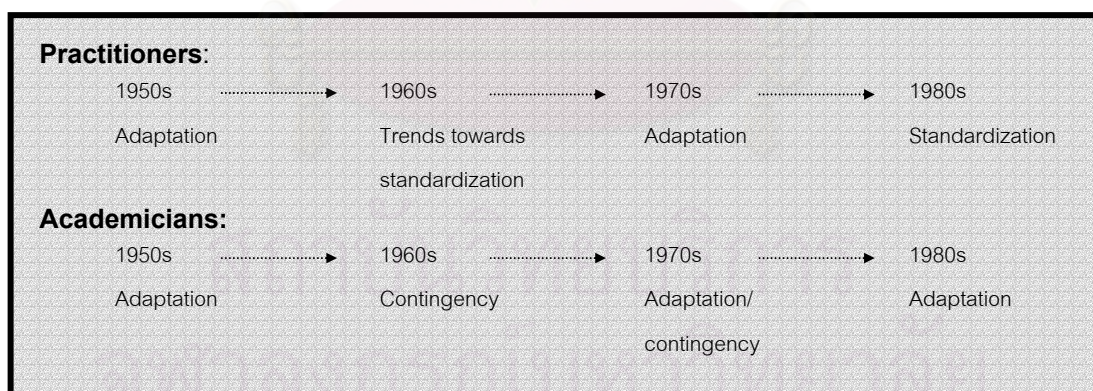 Practitioners:
1950s 1960s 1970s 1980s
Adaptation Trends towards Adaptation Standardization
standardization
Academicians:
1950s 1960s 1970s 1980s
Adaptation Contingency Adaptation/ Adaptation
contingency